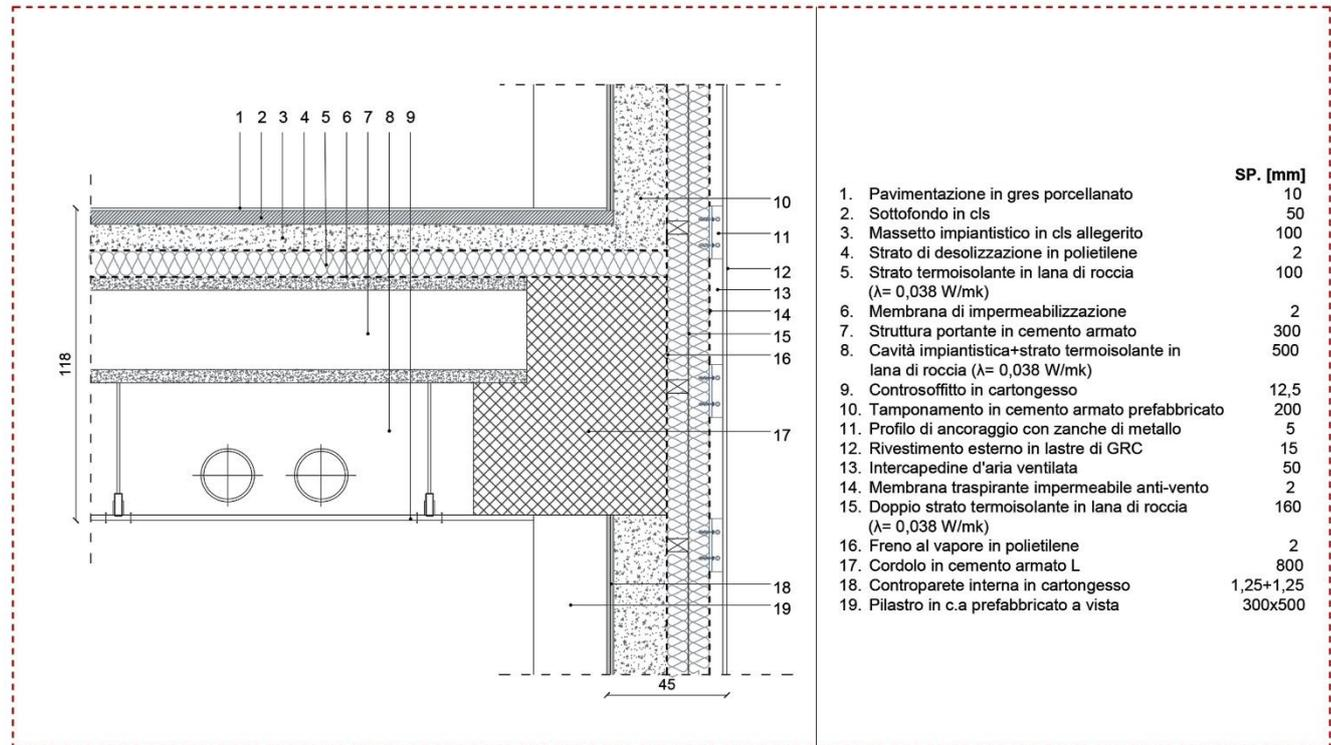 1 2 3 4 5 6 7 8 9
10
11
12
13
14
15
16
17
18
19
118
45
SP. [mm]
1. Pavimentazione in gres porcellanato 10
2. Sottofondo in cls 50
3. Massetto impiantistico in cls allegerito 100
4. Strato di desolizzazione in polietilene 2
5. Strato termoisolante in lana di roccia 100
(λ= 0,038 W/mk)
6. Membrana di impermeabilizzazione 2
7. Struttura portante in cemento armato 300
8. Cavità impiantistica+strato termoisolante in 500
lana di roccia (λ= 0,038 W/mk)
9. Controsoffitto in cartongesso 12,5
10. Tamponamento in cemento armato prefabbricato 200
11. Profilo di ancoraggio con zanche di metallo 5
12. Rivestimento esterno in lastre di GRC 15
13. Intercapedine d'aria ventilata 50
14. Membrana traspirante impermeabile anti-vento 2
15. Doppio strato termoisolante in lana di roccia 160
(λ= 0,038 W/mk)
16. Freno al vapore in polietilene 2
17. Cordolo in cemento armato L 800
18. Controparete interna in cartongesso 1,25+1,25
19. Pilastro in c.a prefabbricato a vista 300x500